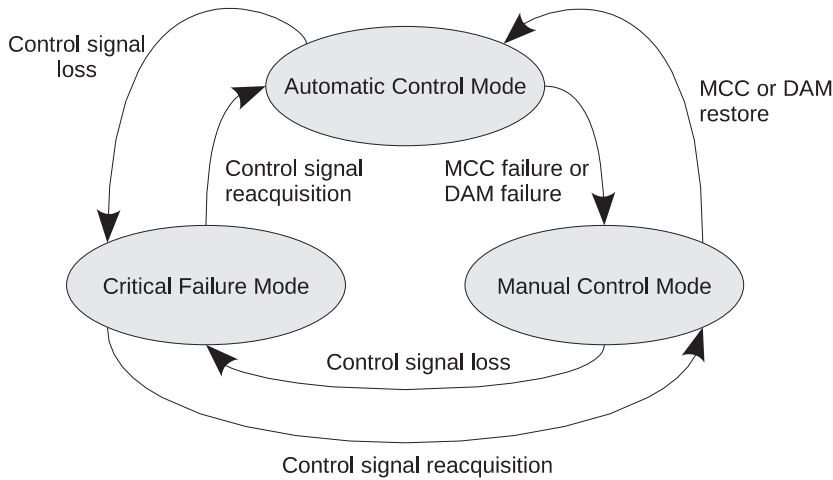 Control signal
loss
Automatic Control Mode
MCC or DAM
restore
Control signal
reacquisition
MCC failure or
DAM failure
Critical Failure Mode
Manual Control Mode
Control signal loss
Control signal reacquisition